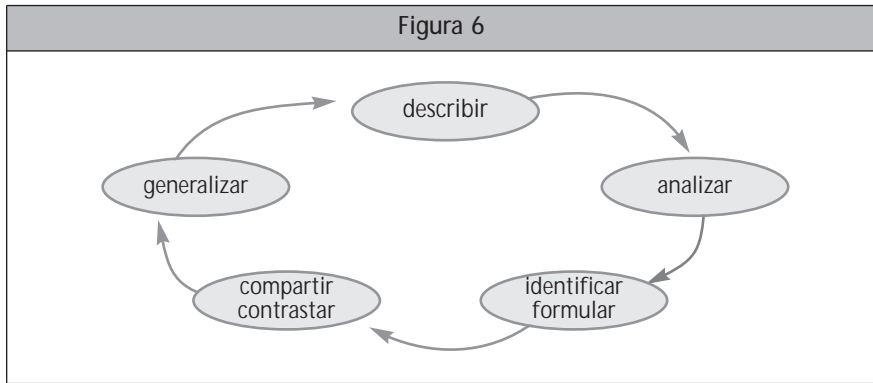 Figura 6
describir
analizar
identificar
formular
compartir
contrastar
generalizar